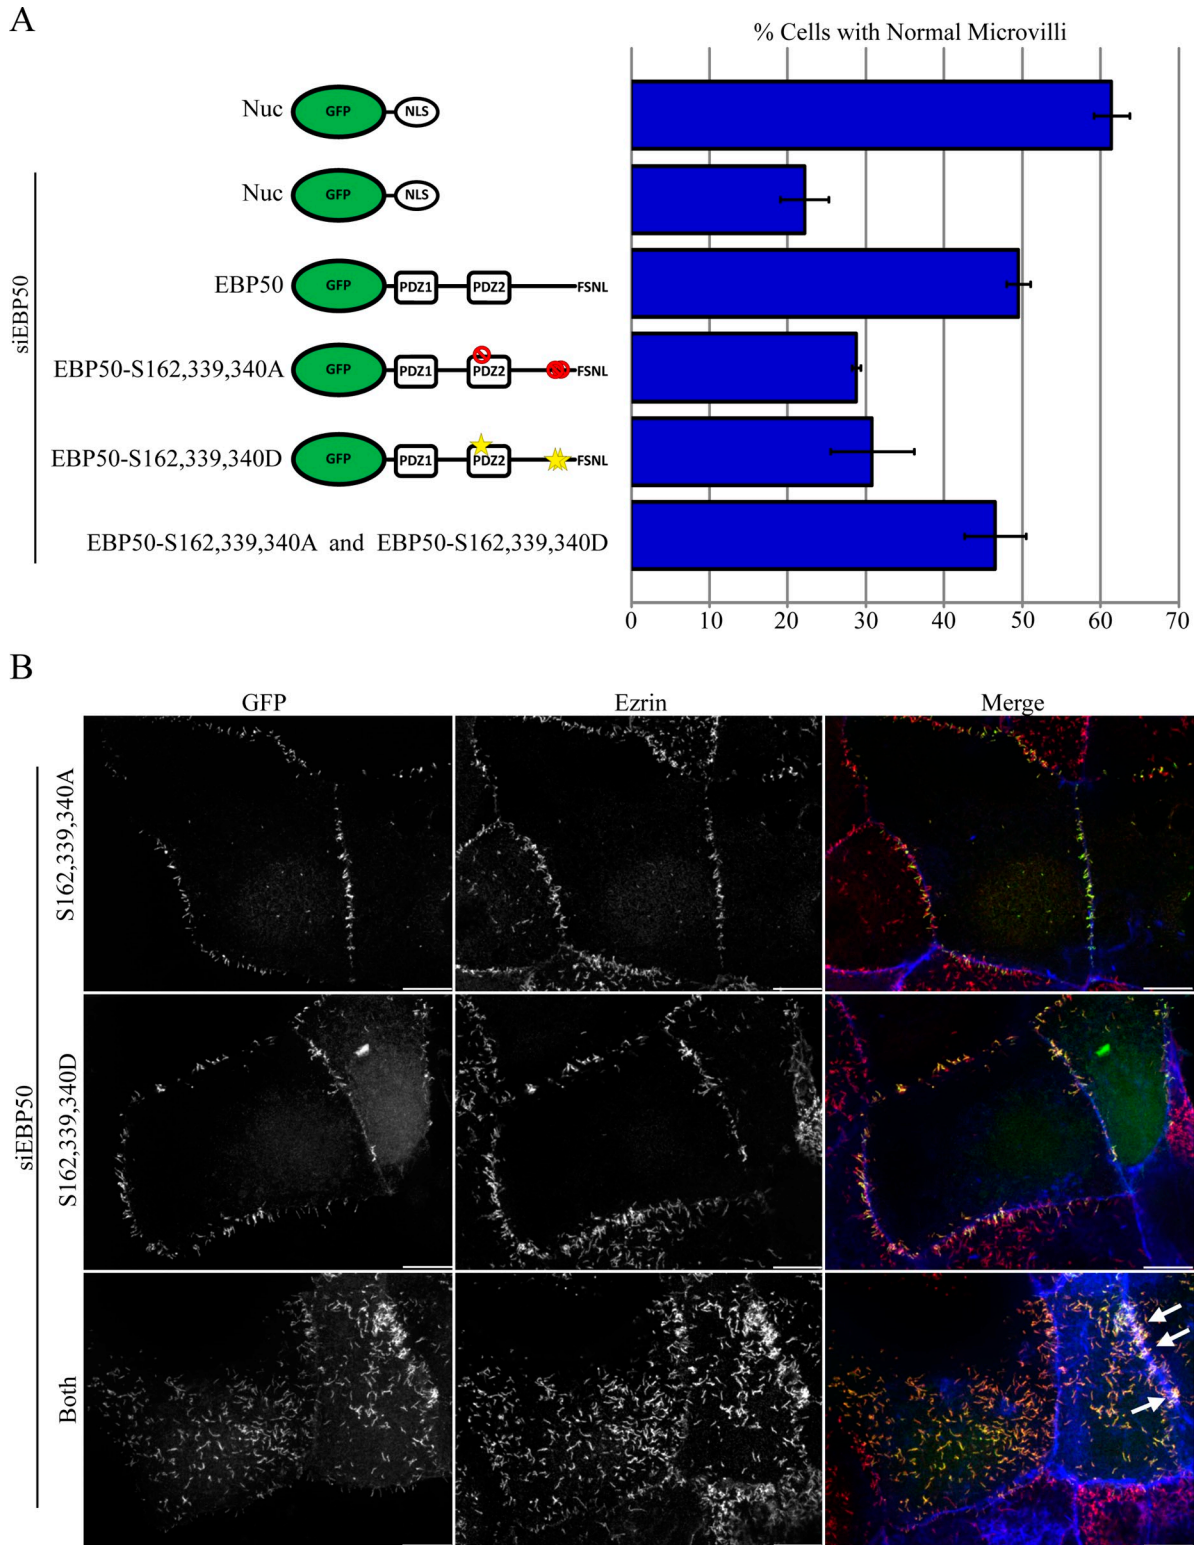 A
% Cells with Normal Microvilli
Nuc GFP NLS
siEBP50
Nuc GFP NLS
EBP50 GFP PDZ1 PDZ2 FSNL
EBP50-S162,339,340A GFP PDZ1 PDZ2 FSNL
EBP50-S162,339,340D GFP PDZ1 PDZ2 FSNL
EBP50-S162,339,340A and EBP50-S162,339,340D
0 10 20 30 40 50 60 70
B
GFP Ezrin Merge
siEBP50
S162,339,340A
S162,339,340D
Both